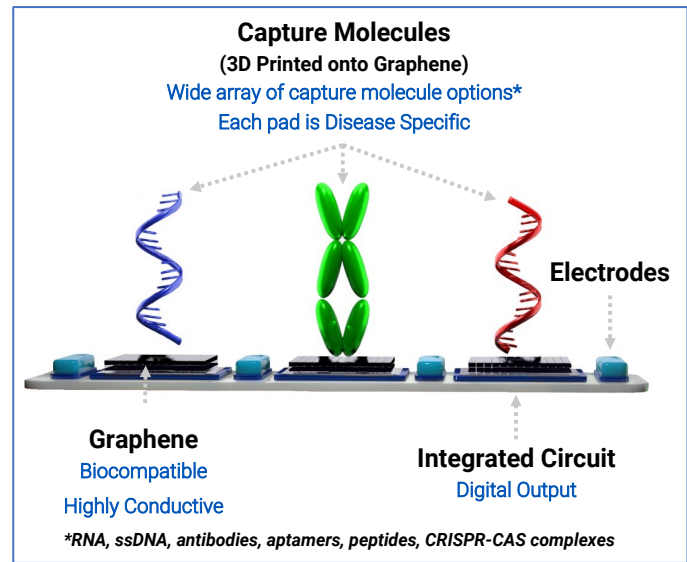 Capture Molecules
(3D Printed onto Graphene)
Wide array of capture molecule options*
Each pad is Disease Specific
Electrodes
Graphene
Biocompatible
Highly Conductive
Integrated Circuit
Digital Output
*RNA, ssDNA, antibodies, aptamers, peptides, CRISPR-CAS complexes